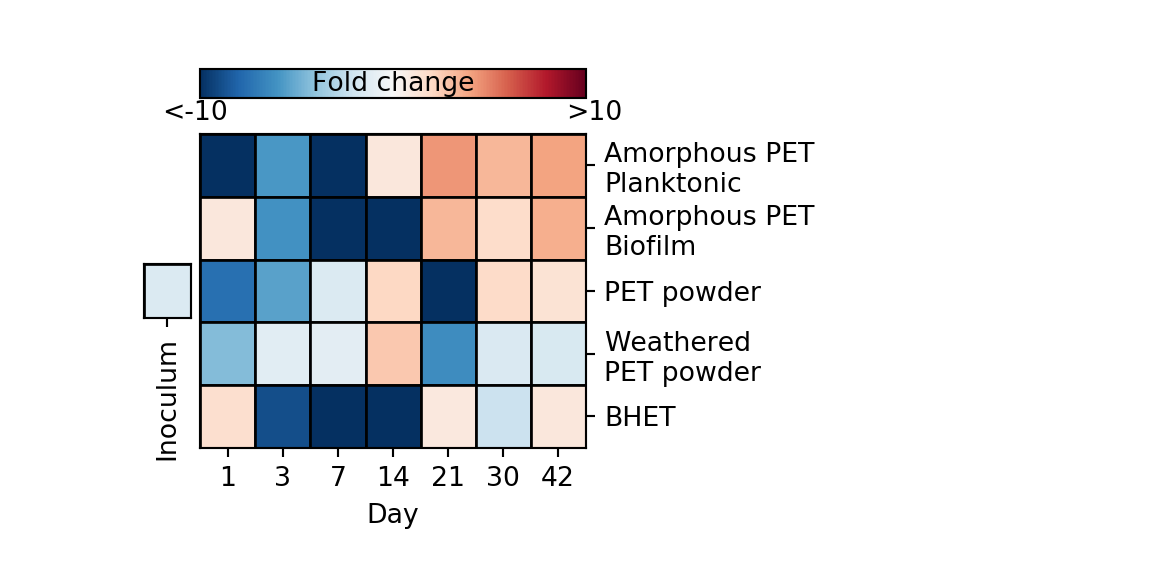 Fold change
<-10
>10
Amorphous PET
Planktonic
Amorphous PET
Biofilm
PET powder
Weathered
PET powder
BHET
Inoculum
1 3 7 14 21 30 42
Day